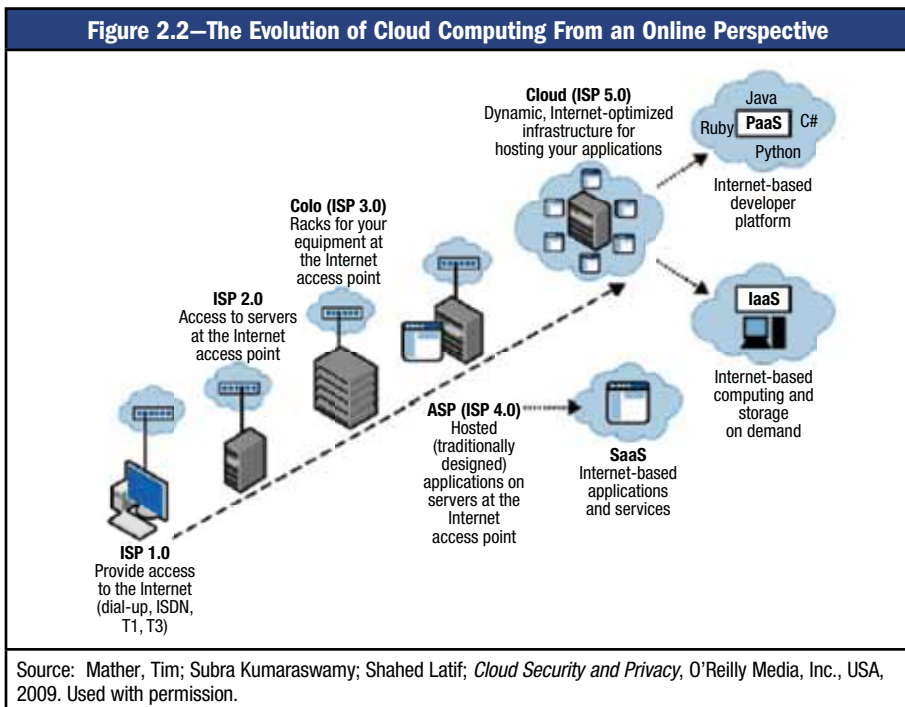 Figure 2.2—The Evolution of Cloud Computing From an Online Perspective
Cloud (ISP 5.0)
Dynamic, Internet-optimized
infrastructure for
hosting your applications
Java
Ruby
PaaS
C#
Python
Internet-based
developer
platform
Colo (ISP 3.0)
Racks for your
equipment at
the Internet
access point
ISP 2.0
Access to servers
at the Internet
access point
IaaS
Internet-based
computing and
storage
on demand
ASP (ISP 4.0)
Hosted
(traditionally
designed)
applications on
servers at the
Internet
access point
SaaS
Internet-based
applications
and services
ISP 1.0
Provide access
to the Internet
(dial-up, ISDN,
T1, T3)
Source: Mather, Tim; Subra Kumaraswamy; Shahed Latif; Cloud Security and Privacy, O'Reilly Media, Inc., USA,
2009. Used with permission.